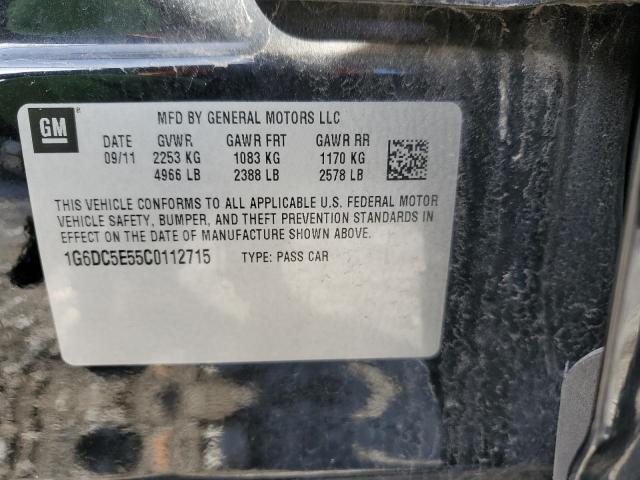 GM
MFD BY GENERAL MOTORS LLC
DATE GVWR GAWR FRT GAWR RR
09/11 2253 KG 1083 KG 1170 KG
4966 LB 2388 LB 2578 LB
THIS VEHICLE CONFORMS TO ALL APPLICABLE U.S. FEDERAL MOTOR
VEHICLE SAFETY, BUMPER, AND THEFT PREVENTION STANDARDS IN
EFFECT ON THE DATE OF MANUFACTURE SHOWN ABOVE.
1G6DC5E55C0112715 TYPE: PASS CAR